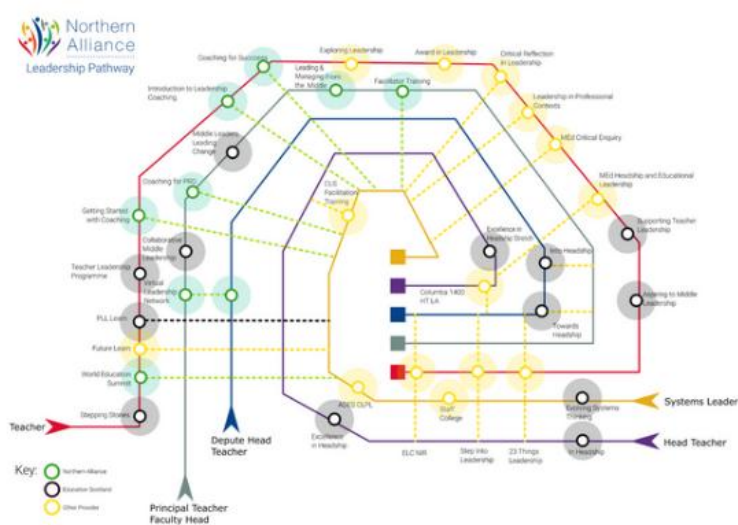 Northern
Alliance
Leadership Pathway
Coaching for Success
Exploring Leadership
Award in Leadership
Critical Reflection
in Leadership
Leading &
Managing From
the Middle
Facilitator Training
Introduction to Leadership
Coaching
Leadership in Professional
Contexts
Middle Leaders
Leading
Change
MEd Critical Enquiry
Coaching for PRD
CLIS
Facilitation
Training
MEd Headship and Educational
Leadership
Getting Started
with Coaching
Supporting Teacher
Leadership
Collaborative
Middle Leadership
Excellence in
Headship Stretch
Into Headship
Teacher Leadership
Programme
Virtual
Leadership
Network
Columba 1400
HT LA
Aspiring to Middle
Leadership
PLL Learn
Towards
Headship
Future Learn
World Education
Summit
Stepping Stones
ADES CLPL
Staff
College
Evolving Systems
Thinking
Systems Leader
Teacher
Depute Head
Teacher
Excellence
in Headship
ELC NW
Step Into
Leadership
23 Things
Leadership
In Headship
Head Teacher
Key:
Northern Alliance
Education Scotland
Other Provider
Principal Teacher
Faculty Head